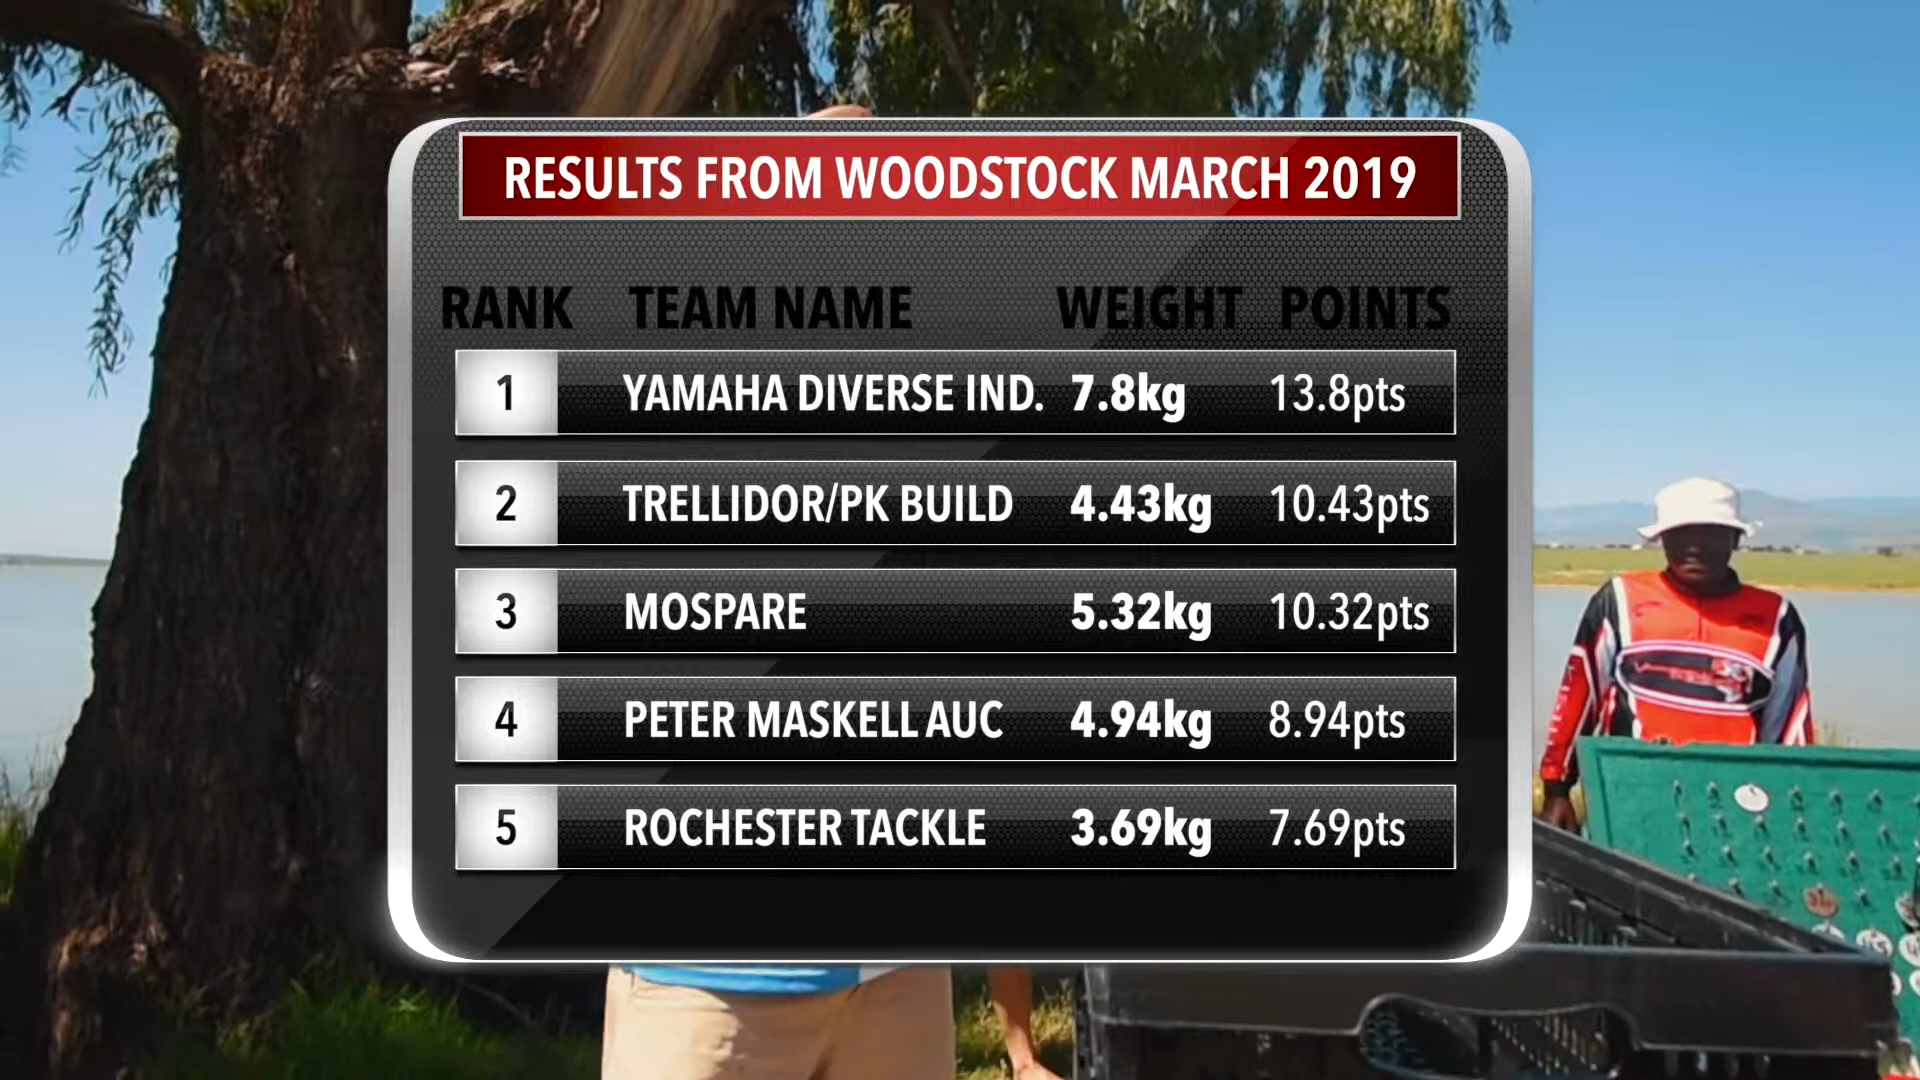 RESULTS FROM WOODSTOCK MARCH 2019
RANK TEAM NAME WEIGHT POINTS
1 YAMAHA DIVERSE IND. 7.8kg 13.8pts
2 TRELLIDOR/PK BUILD 4.43kg 10.43pts
3 MOSPARE 5.32kg 10.32pts
4 PETER MASKELL AUC 4.94kg 8.94pts
5 ROCHESTER TACKLE 3.69kg 7.69pts